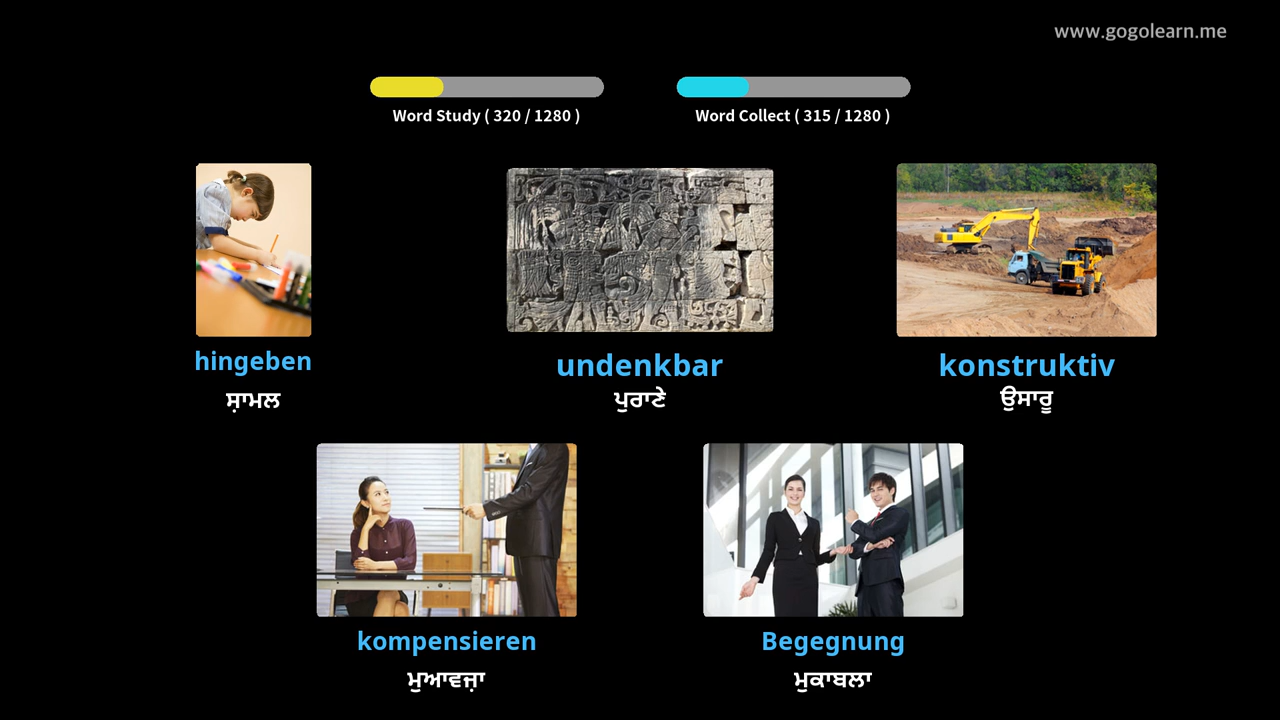 www.gogolearn.me
Word Study ( 320 / 1280 )
Word Collect ( 315 / 1280 )
hingeben
ਸ਼ਾਮਲ
undenkbar
ਪੁਰਾਣੇ
konstruktiv
ਉਸਾਰੂ
kompensieren
ਮੁਆਵਜ਼ਾ
Begegnung
ਮੁਕਾਬਲਾ